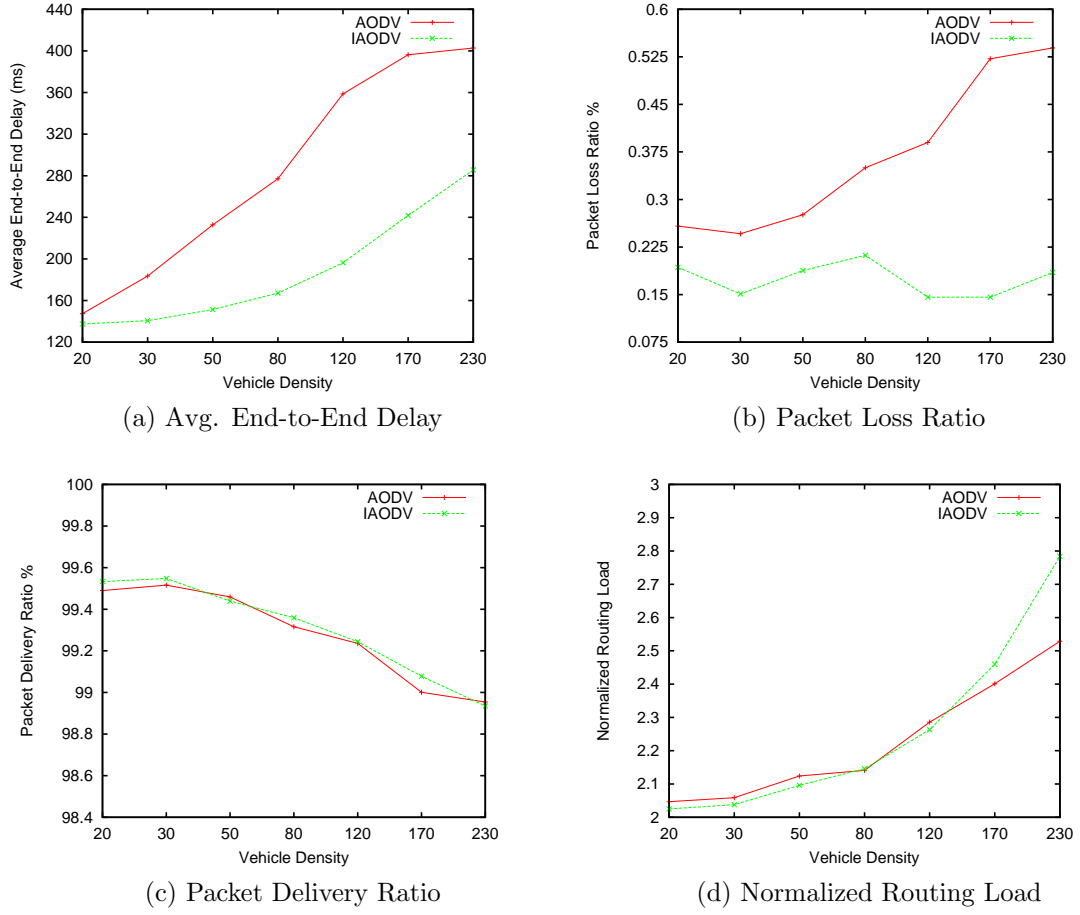 440
400
360
320
280
240
200
160
120
20 30 50 80 120 170 230
Average End-to-End Delay (ms)
Vehicle Density
AODV
IAODV
(a) Avg. End-to-End Delay
0.6
0.525
0.45
0.375
0.3
0.225
0.15
0.075
20 30 50 80 120 170 230
Packet Loss Ratio %
Vehicle Density
AODV
IAODV
(b) Packet Loss Ratio
100
99.8
99.6
99.4
99.2
99
98.8
98.6
98.4
20 30 50 80 120 170 230
Packet Delivery Ratio %
Vehicle Density
AODV
IAODV
(c) Packet Delivery Ratio
3
2.9
2.8
2.7
2.6
2.5
2.4
2.3
2.2
2.1
2
20 30 50 80 120 170 230
Normalized Routing Load
Vehicle Density
AODV
IAODV
(d) Normalized Routing Load